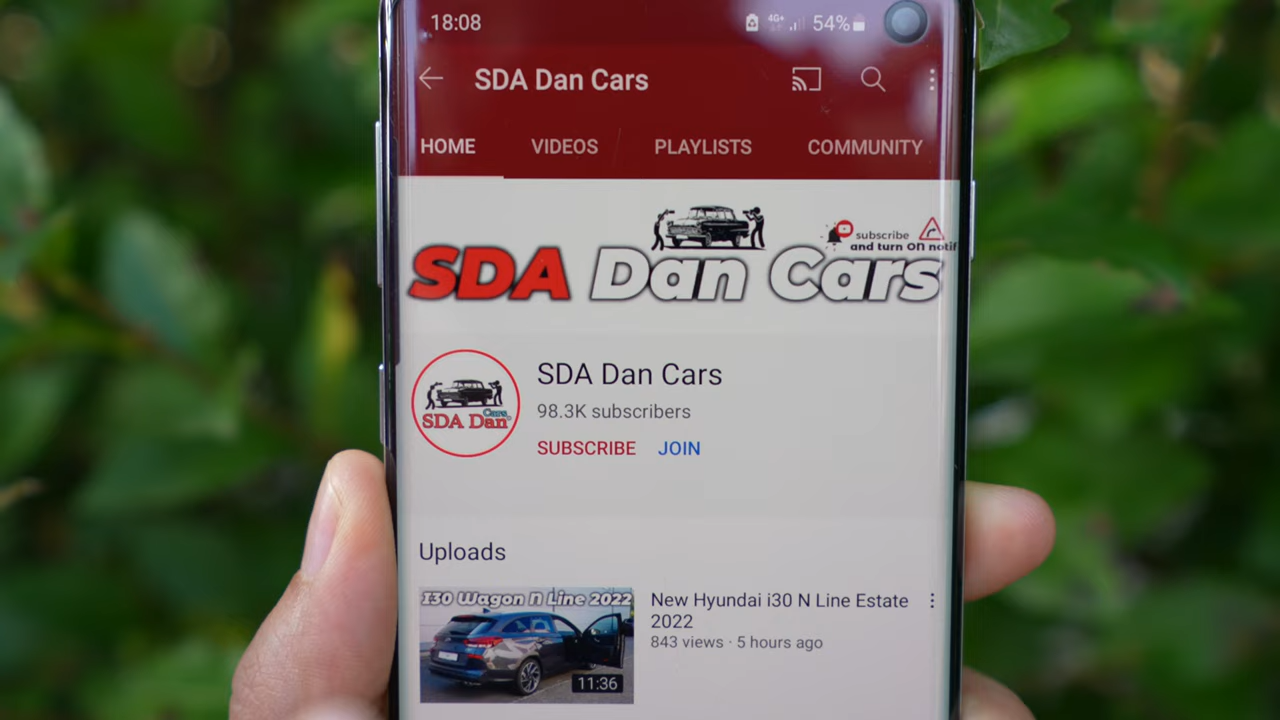 18:08
4G+
54%
SDA Dan Cars
HOME
VIDEOS
PLAYLISTS
COMMUNITY
subscribe
and turn on notif
SDA Dan Cars
SDA Dan Cars
98.3K subscribers
SUBSCRIBE
JOIN
Cars
SDA Dan
Uploads
I30 Wagon N Line 2022
11:36
New Hyundai i30 N Line Estate
2022
843 views · 5 hours ago